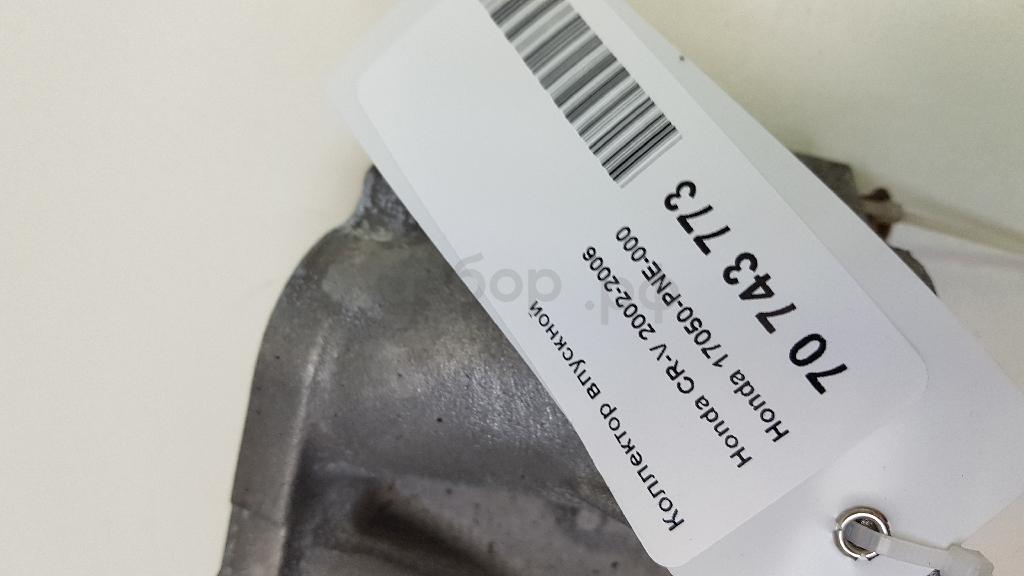 Коллектор впускной
Honda CR-V 2002-2006
Honda 17050-PNE-000
70 743 773